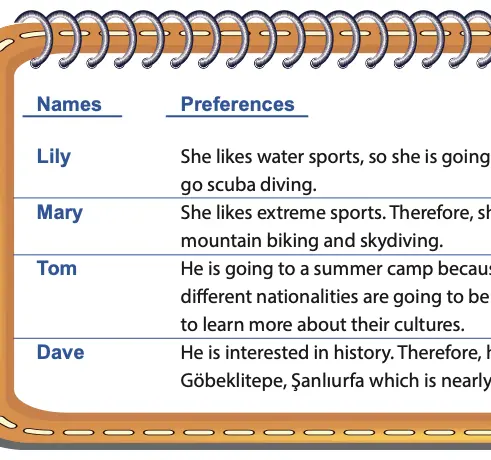 Names Preferences
Lily She likes water sports, so she is going
go scuba diving.
Mary She likes extreme sports. Therefore,
mountain biking and skydiving.
Tom He is going to a summer camp
different nationalities are going to be
to learn more about their cultures.
Dave He is interested in history. Therefore,
Göbeklitepe, Şanlıurfa which is nearly